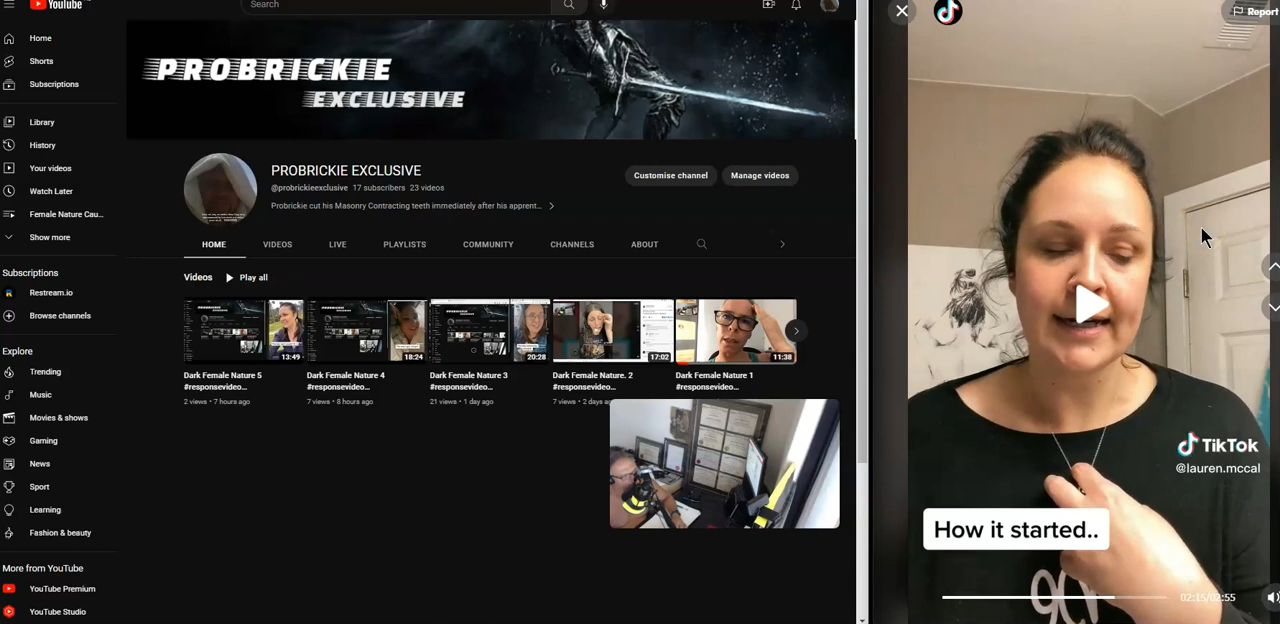 YouTube
Search
Home
Shorts
Subscriptions
Library
History
Your videos
Watch Later
Female Nature Cau...
Show more
Subscriptions
Restream.io
Browse channels
Explore
Trending
Music
Movies & shows
Gaming
News
Sport
Learning
Fashion & beauty
More from YouTube
YouTube Premium
YouTube Studio
PROBRICKIE
EXCLUSIVE
PROBRICKIE EXCLUSIVE
@probrickieexclusive 17 subscribers 23 videos
Probrickie cut his Masonry Contracting teeth immediately after his apprent...
Customise channel
Manage videos
HOME VIDEOS LIVE PLAYLISTS COMMUNITY CHANNELS ABOUT
Videos Play all
13:49
Dark Female Nature 5
#responsevideo...
2 views • 7 hours ago
18:24
Dark Female Nature 4
#responsevideo...
7 views • 8 hours ago
20:28
Dark Female Nature 3
#responsevideo...
21 views • 1 day ago
17:02
Dark Female Nature. 2
#responsevideo...
7 views • 2 days
11:38
Dark Female Nature 1
#responsevideo...
Report
TikTok
@lauren.mccal
How it started..
02:15/02:55